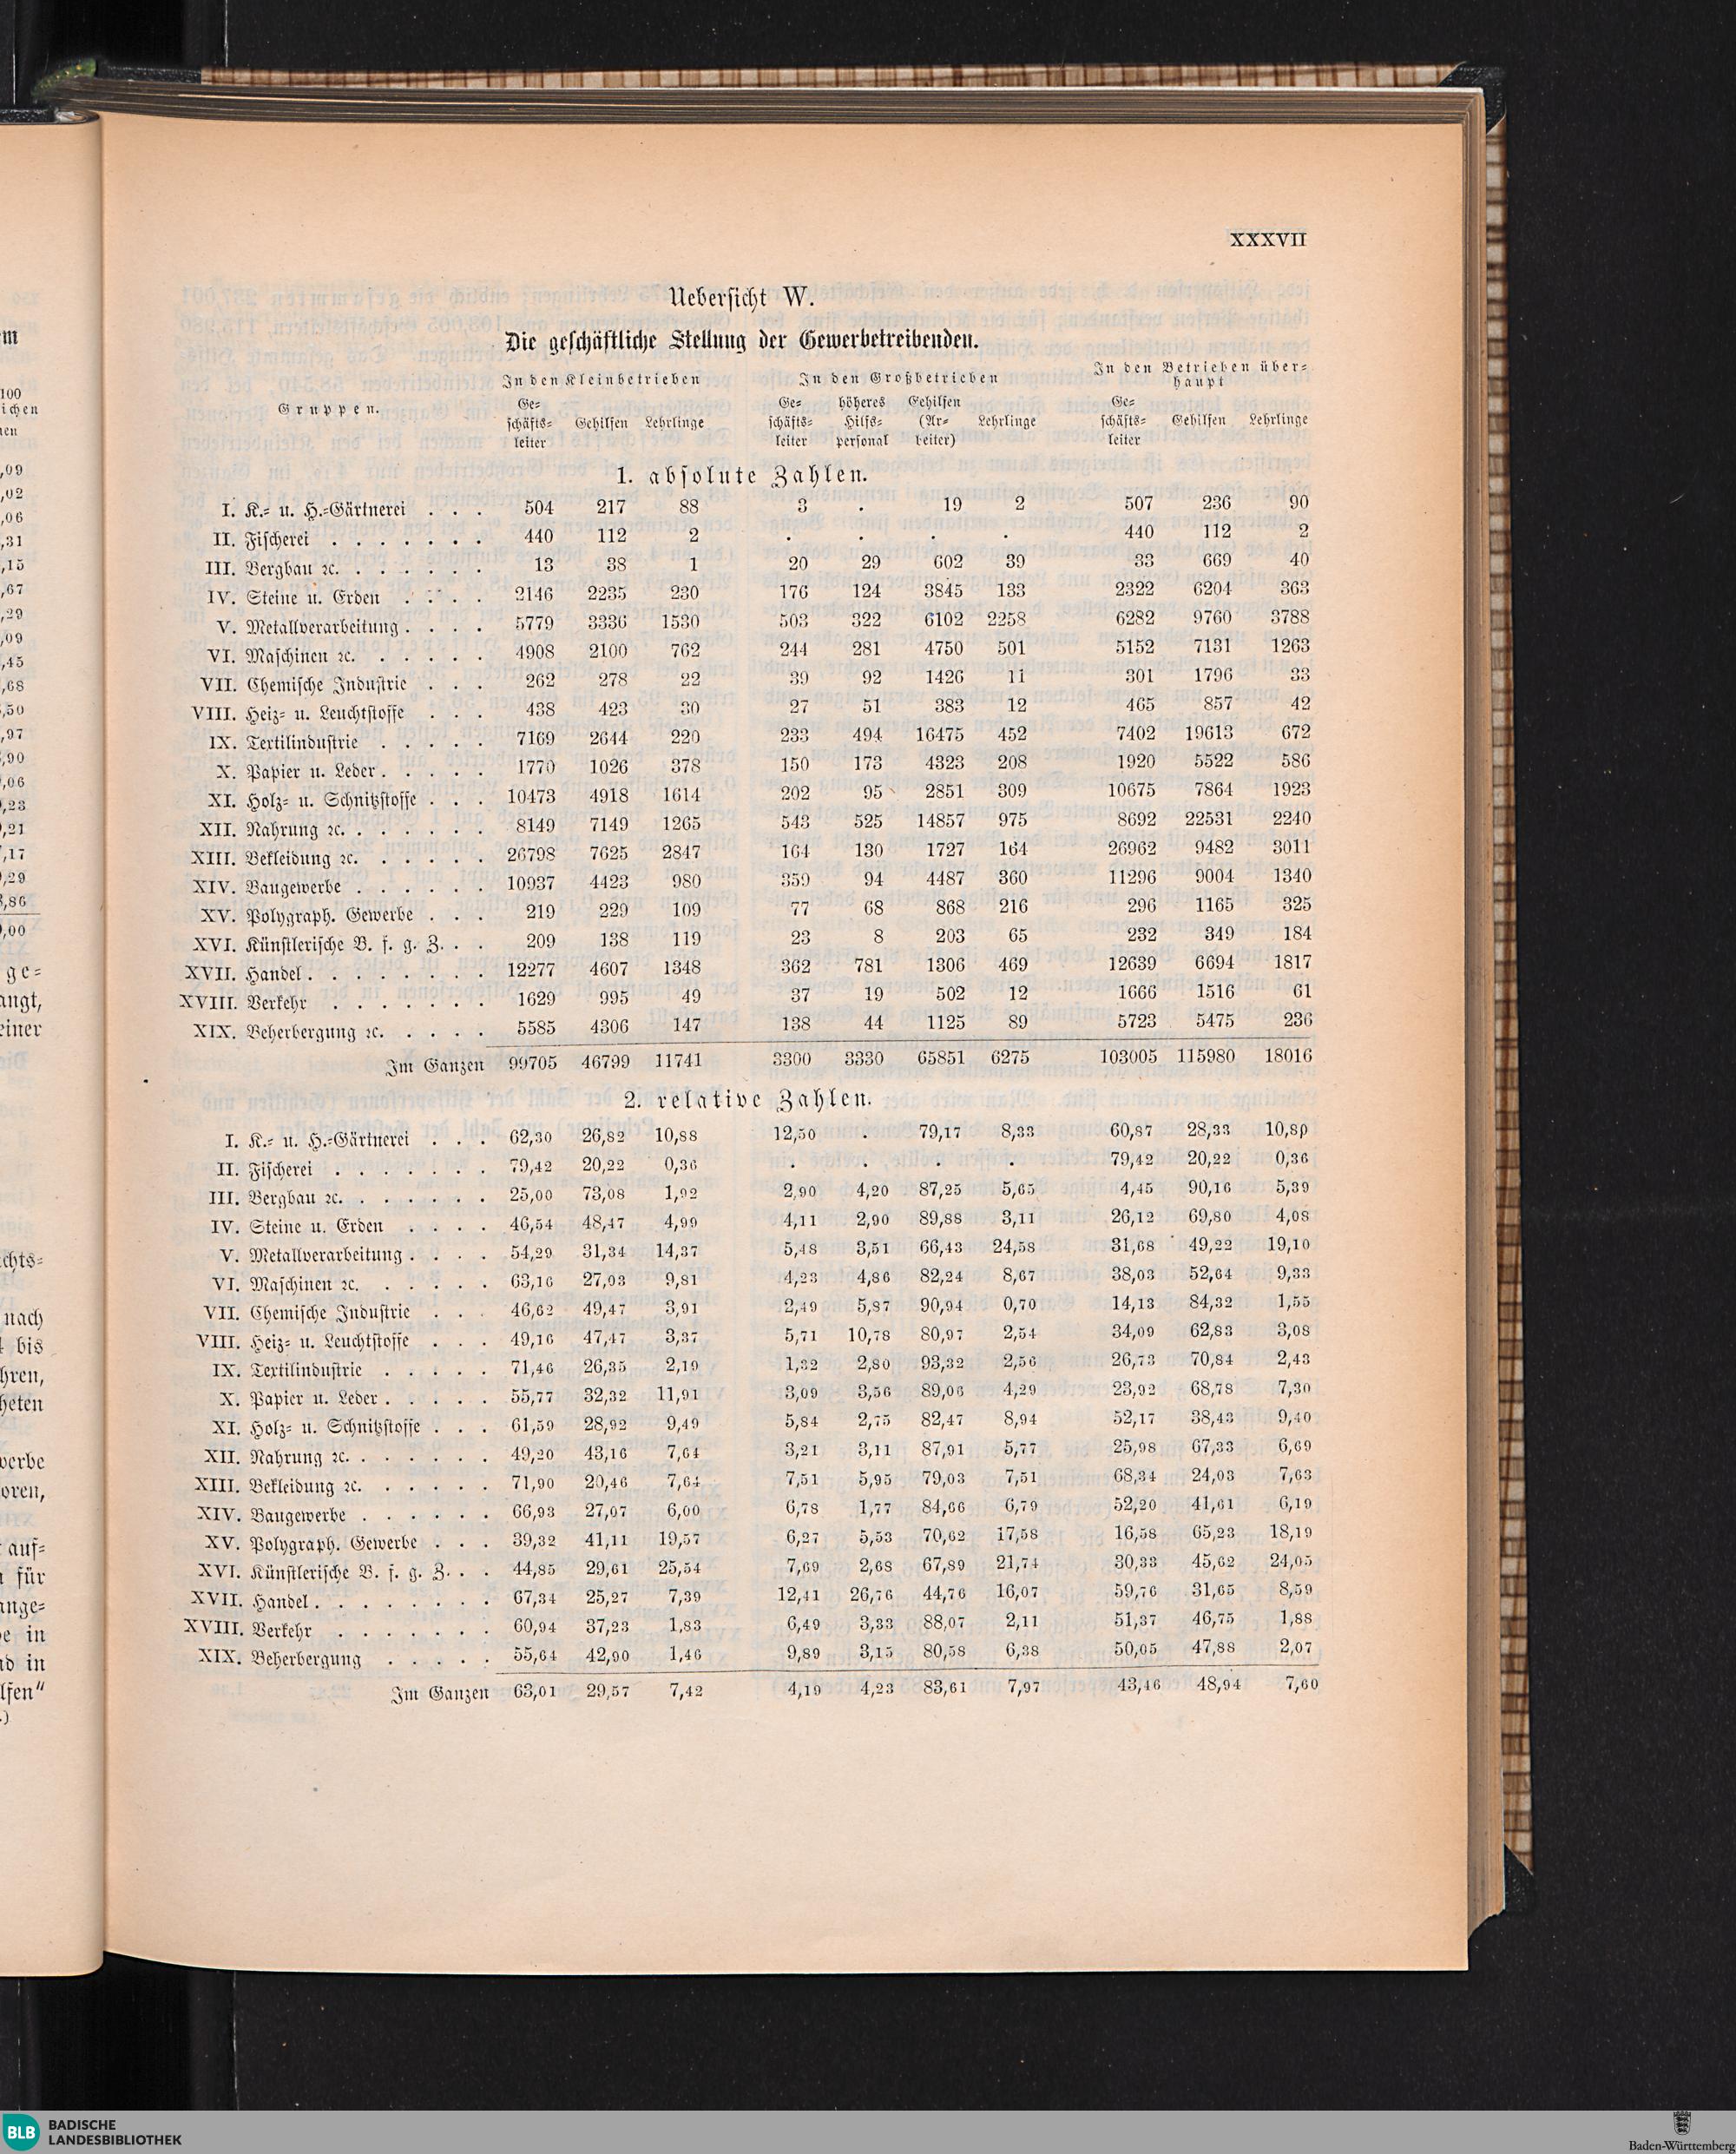 XXXVII
Uebersicht W.
Die geschäftliche Stellung der Gewerbetreibenden.
In den Kleinbetrieben In den Großbetrieben In den Betrieben über-
haupt
Gruppen.
Ge- Ge- höheres Gehilfen Ge-
schäfts- Gehilfen Lehrlinge schäfts- Hilfs- (Ar- Lehrlinge schäfts- Gehilfen Lehrlinge
leiter leiter personal beiter) leiter
1. absolute Zahlen.
I. K.- u. H.-Gärtnerei . . . 504 217 88 3 . 19 2 507 236 90
II. Fischerei . . . . . . . 440 112 2 . . . . 440 112 2
III. Bergbau ꝛc. . . . . . . 13 38 1 20 29 602 39 33 669 40
IV. Steine u. Erden . . . . 2146 2235 230 176 124 3845 133 2322 6204 363
V. Metallverarbeitung . . . . 5779 3336 1530 503 322 6102 2258 6282 9760 3788
VI. Maschinen ꝛc. . . . . . 4908 2100 762 244 281 4750 501 5152 7131 1263
VII. Chemische Industrie . . . 262 278 22 39 92 1426 11 301 1796 33
VIII. Heiz- u. Leuchtstoffe . . . 438 423 30 27 51 383 12 465 857 42
IX. Textilindustrie . . . . . 7169 2644 220 233 494 16475 452 7402 19613 672
X. Papier u. Leder . . . . . 1770 1026 378 150 173 4323 208 1920 5522 586
XI. Holz- u. Schnitzstoffe . . . 10473 4918 1614 202 95 2851 309 10675 7864 1923
XII. Nahrung ꝛc. . . . . . . 8149 7149 1265 543 525 14857 975 8692 22531 2240
XIII. Bekleidung ꝛc. . . . . . 26798 7625 2847 164 130 1727 164 26962 9482 3011
XIV. Baugewerbe . . . . . . 10937 4423 980 359 94 4487 360 11296 9004 1340
XV. Polygraph. Gewerbe . . . 219 229 109 77 68 868 216 296 1165 325
XVI. Künstlerische B. f. g. Z. . . 209 138 119 23 8 203 65 232 349 184
XVII. Handel . . . . . . . . 12277 4607 1348 362 781 1306 469 12639 6694 1817
XVIII. Verkehr . . . . . . . 1629 995 49 37 19 502 12 1666 1516 61
XIX. Beherbergung ꝛc. . . . . 5585 4306 147 138 44 1125 89 5723 5475 236
Im Ganzen 99705 46799 11741 3300 3330 65851 6275 103005 115980 18016
2. relative Zahlen.
I. K.- u. H.-Gärtnerei . . . 62,30 26,82 10,88 12,50 . 79,17 8,33 60,87 28,33 10,80
II. Fischerei . . . . . . . 79,42 20,22 0,36 . . . . 79,42 20,22 0,36
III. Bergbau ꝛc. . . . . . . 25,00 73,08 1,92 2,90 4,20 87,25 5,65 4,45 90,16 5,39
IV. Steine u. Erden . . . . 46,54 48,47 4,99 4,11 2,90 89,88 3,11 26,12 69,80 4,08
V. Metallverarbeitung . . . . 54,29 31,34 14,37 5,48 3,51 66,43 24,58 31,68 49,22 19,10
VI. Maschinen ꝛc. . . . . . 63,16 27,03 9,81 4,23 4,86 82,24 8,67 38,03 52,64 9,33
VII. Chemische Industrie . . . 46,62 49,47 3,91 2,49 5,87 90,94 0,70 14,13 84,32 1,55
VIII. Heiz- u. Leuchtstoffe . . . 49,16 47,47 3,37 5,71 10,78 80,97 2,54 34,09 62,83 3,08
IX. Textilindustrie . . . . . 71,46 26,35 2,19 1,32 2,80 93,32 2,56 26,73 70,84 2,43
X. Papier u. Leder . . . . . 55,77 32,32 11,91 3,09 3,56 89,06 4,29 23,92 68,78 7,30
XI. Holz- u. Schnitzstoffe . . . 61,59 28,92 9,49 5,84 2,75 82,47 8,94 52,17 38,43 9,40
XII. Nahrung ꝛc. . . . . . . 49,20 43,16 7,64 3,21 3,11 87,91 5,77 25,98 67,33 6,69
XIII. Bekleidung ꝛc. . . . . . 71,90 20,46 7,64 7,51 5,95 79,03 7,51 68,34 24,03 7,63
XIV. Baugewerbe . . . . . . 66,93 27,07 6,00 6,78 1,77 84,66 6,79 52,20 41,61 6,19
XV. Polygraph. Gewerbe . . . 39,32 41,11 19,57 6,27 5,53 70,62 17,58 16,58 65,23 18,19
XVI. Künstlerische B. f. g. Z. . . 44,85 29,61 25,54 7,69 2,68 67,89 21,74 30,33 45,62 24,05
XVII. Handel . . . . . . . . 67,34 25,27 7,39 12,41 26,76 44,76 16,07 59,76 31,65 8,59
XVIII. Verkehr . . . . . . . 60,94 37,23 1,83 6,49 3,33 88,07 2,11 51,37 46,75 1,88
XIX. Beherbergung . . . . . 55,64 42,90 1,46 9,89 3,15 80,58 6,38 50,05 47,88 2,07
Im Ganzen 63,01 29,57 7,42 4,19 4,23 83,61 7,97 43,46 48,94 7,60
BLB BADISCHE
LANDESBIBLIOTHEK
Baden-Württemberg